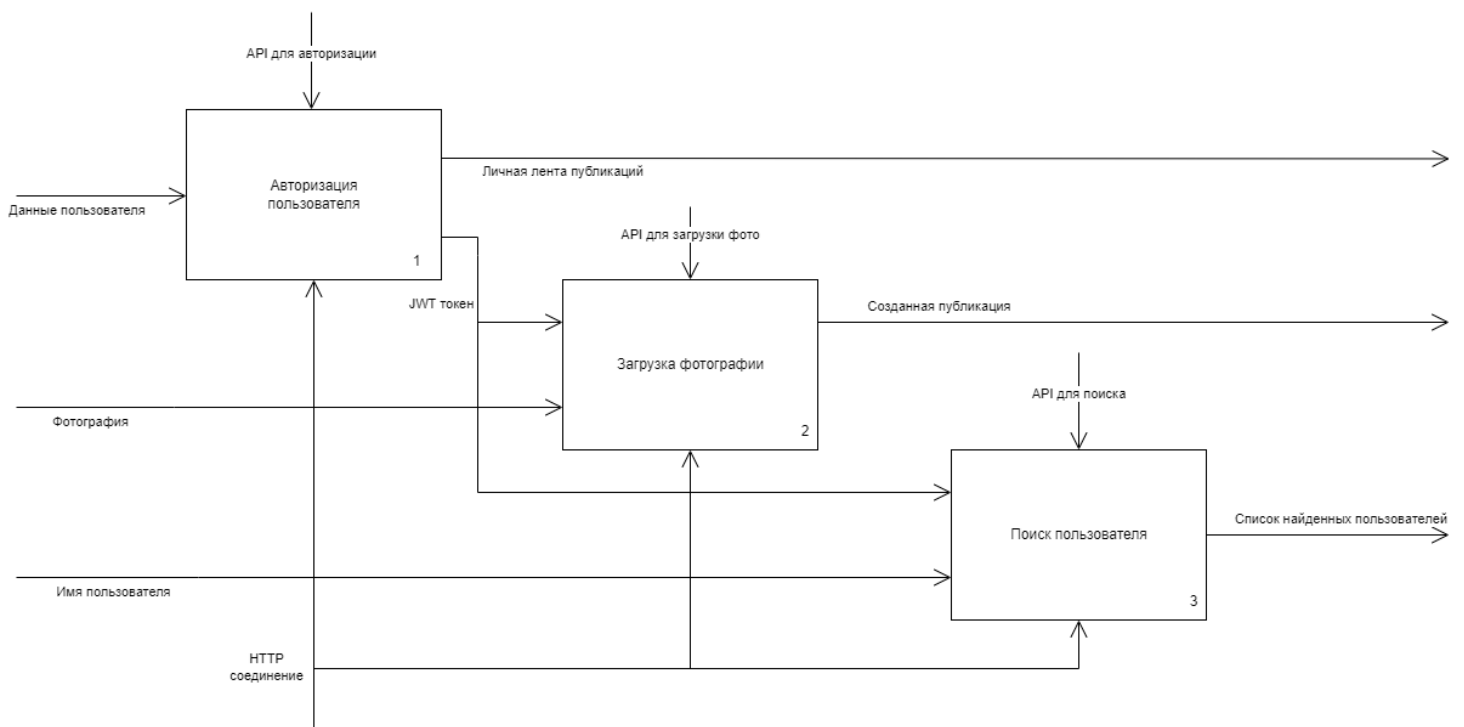 API для авторизации
Авторизация
пользователя
1
Личная лента публикаций
Данные пользователя
API для загрузки фото
JWT токен
Созданная публикация
Загрузка фотографии
2
API для поиска
Фотография
Список найденных пользователей
Поиск пользователя
3
Имя пользователя
HTTP
соединение